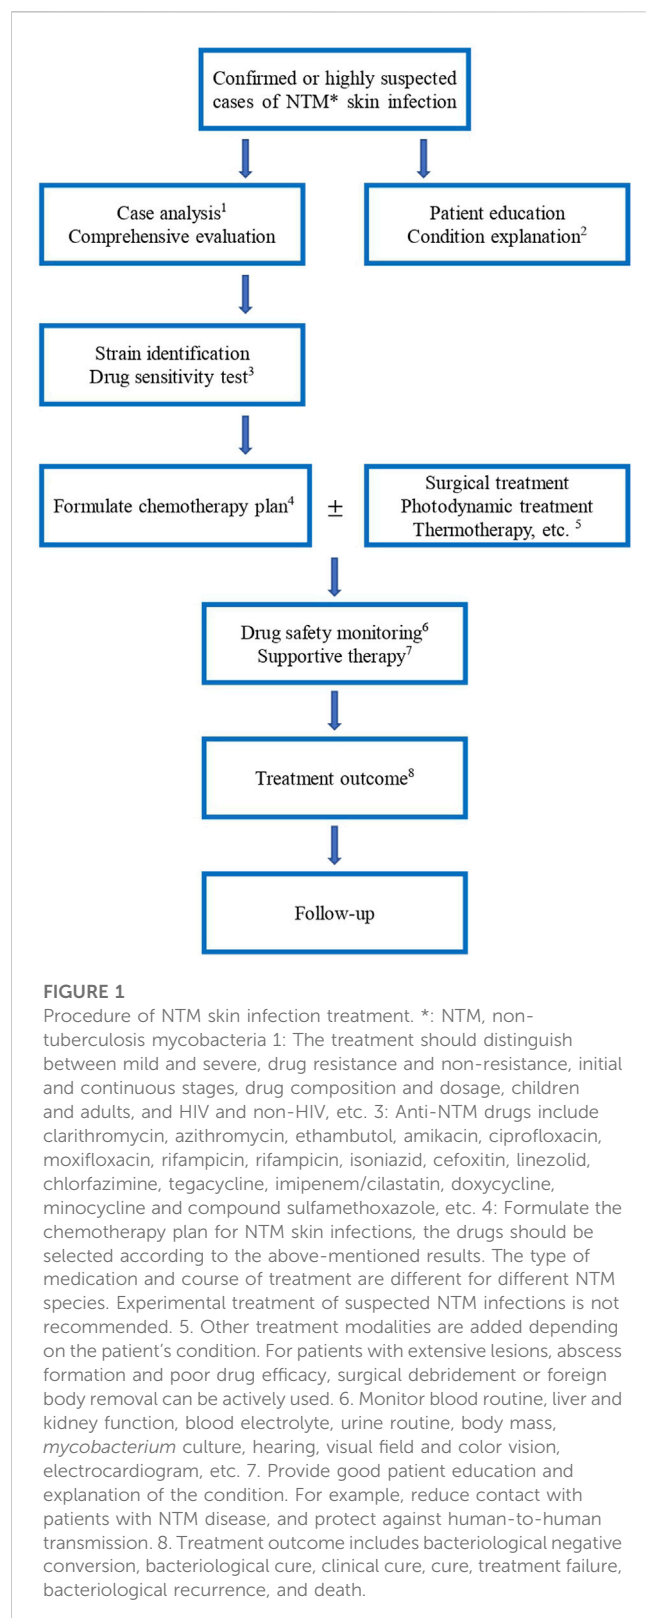 Confirmed or highly suspected
cases of NTM* skin infection
Case analysis1
Comprehensive evaluation
Patient education
Condition explanation2
Strain identification
Drug sensitivity test3
Formulate chemotherapy plan4
±
Surgical treatment
Photodynamic treatment
Thermotherapy, etc. 5
Drug safety monitoring6
Supportive therapy7
Treatment outcome8
Follow-up
FIGURE 1
Procedure of NTM skin infection treatment. *: NTM, non-
tuberculosis mycobacteria 1: The treatment should distinguish
between mild and severe, drug resistance and non-resistance, initial
and continuous stages, drug composition and dosage, children
and adults, and HIV and non-HIV, etc. 3: Anti-NTM drugs include
clarithromycin, azithromycin, ethambutol, amikacin, ciprofloxacin,
moxifloxacin, rifampicin, rifampicin, isoniazid, cefoxitin, linezolid,
chlorfazimine, tegacycline, imipenem/cilastatin, doxycycline,
minocycline and compound sulfamethoxazole, etc. 4: Formulate the
chemotherapy plan for NTM skin infections, the drugs should be
selected according to the above-mentioned results. The type of
medication and course of treatment are different for different NTM
species. Experimental treatment of suspected NTM infections is not
recommended. 5. Other treatment modalities are added depending
on the patient's condition. For patients with extensive lesions, abscess
formation and poor drug efficacy, surgical debridement or foreign
body removal can be actively used. 6. Monitor blood routine, liver and
kidney function, blood electrolyte, urine routine, body mass,
mycobacterium culture, hearing, visual field and color vision,
electrocardiogram, etc. 7. Provide good patient education and
explanation of the condition. For example, reduce contact with
patients with NTM disease, and protect against human-to-human
transmission. 8. Treatment outcome includes bacteriological negative
conversion, bacteriological cure, clinical cure, cure, treatment failure,
bacteriological recurrence, and death.